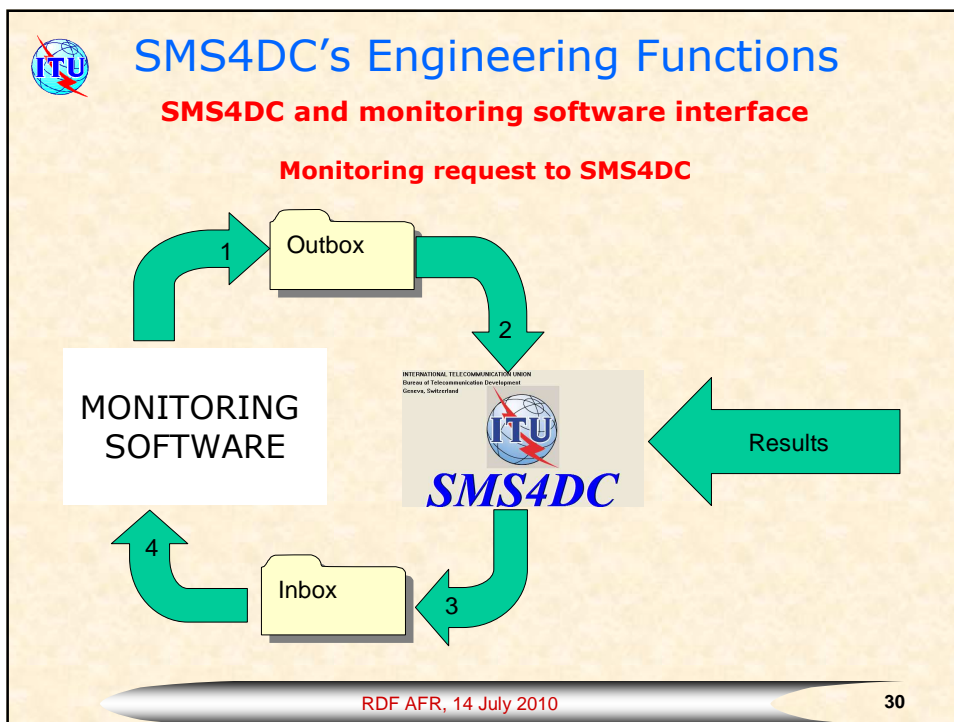 ITU
SMS4DC's Engineering Functions
SMS4DC and monitoring software interface
Monitoring request to SMS4DC
1
Outbox
2
MONITORING
SOFTWARE
INTERNATIONAL TELECOMMUNICATION UNION
Bureau of Telecommunication Development
Geneva, Switzerland
ITU
SMS4DC
Results
4
Inbox
3
RDF AFR, 14 July 2010
30